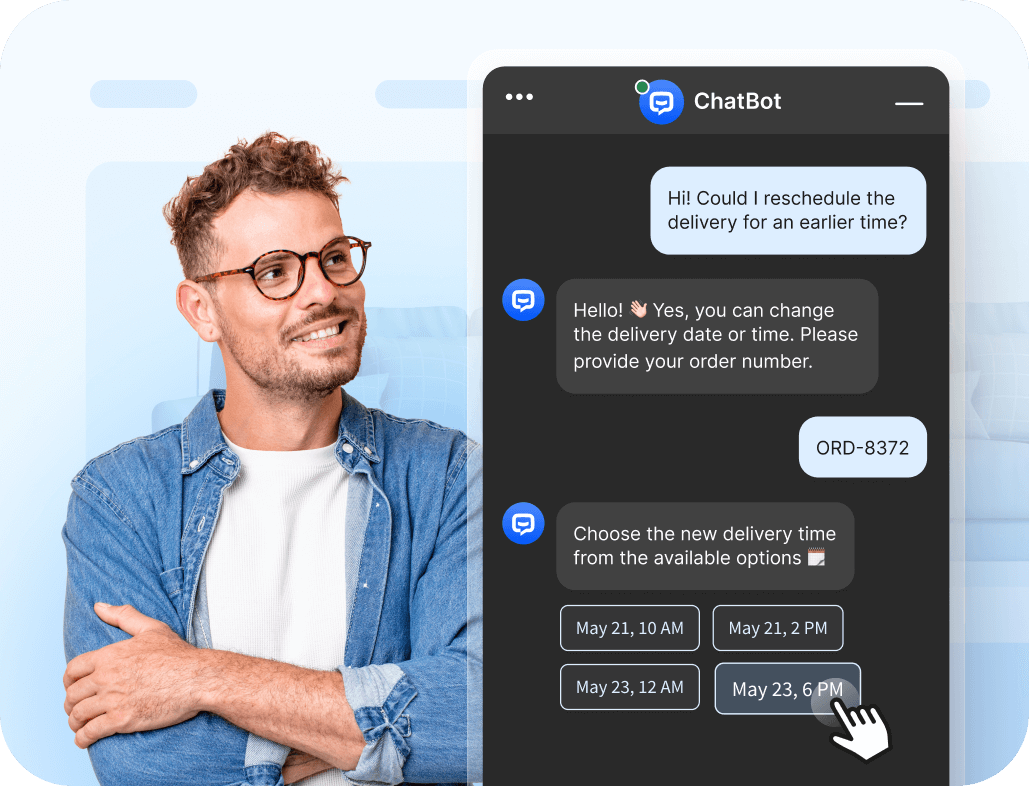 ChatBot
Hi! Could I reschedule the
delivery for an earlier time?
Hello! 👋🏻 Yes, you can change
the delivery date or time. Please
provide your order number.
ORD-8372
Choose the new delivery time
from the available options 🗓️
May 21, 10 AM
May 21, 2 PM
May 23, 12 AM
May 23, 6 PM